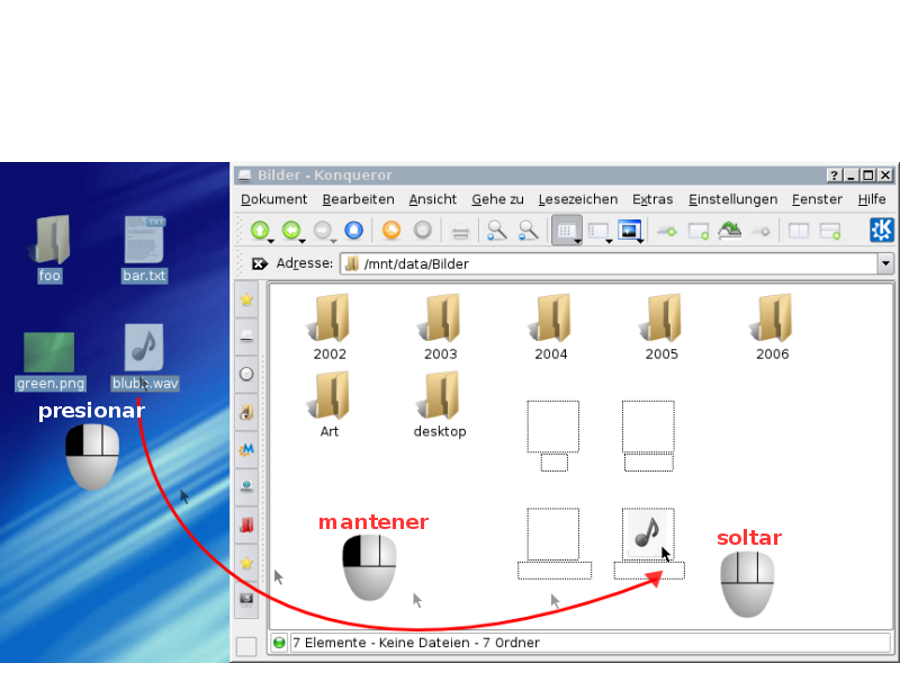 Bilder - Konqueror
Dokument Bearbeiten Ansicht Gehe zu Lesezeichen Extras Einstellungen Fenster Hilfe
Adresse: /mnt/data/Bilder
foo bar.txt
TXT
green.png
presionar
2002 2003 2004 2005 2006
Art desktop
mantener
soltar
7 Elemente - Keine Dateien - 7 Ordner